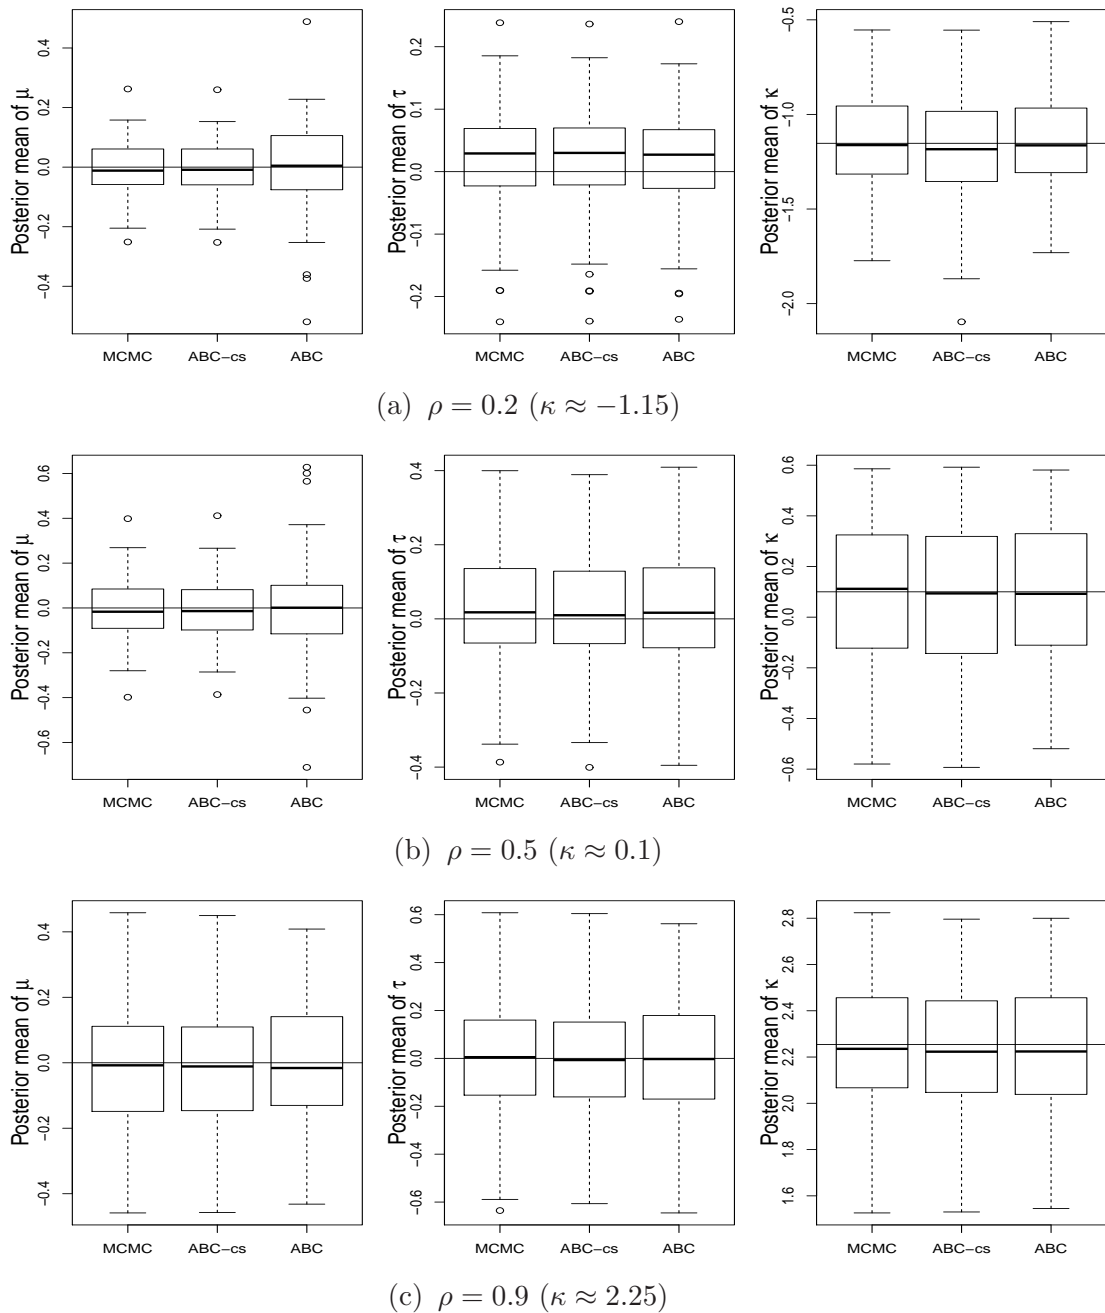 Posterior mean of μ
0.4
0.2
0.0
−0.2
−0.4
MCMC ABC−cs ABC
Posterior mean of τ
0.2
0.1
0.0
−0.1
−0.2
MCMC ABC−cs ABC
Posterior mean of κ
−0.5
−1.0
−1.5
−2.0
MCMC ABC−cs ABC
(a) ρ = 0.2 (κ ≈ −1.15)
Posterior mean of μ
0.6
0.4
0.2
0.0
−0.2
−0.4
−0.6
MCMC ABC−cs ABC
Posterior mean of τ
0.4
0.2
0.0
−0.2
−0.4
MCMC ABC−cs ABC
Posterior mean of κ
0.6
0.4
0.2
0.0
−0.2
−0.4
−0.6
MCMC ABC−cs ABC
(b) ρ = 0.5 (κ ≈ 0.1)
Posterior mean of μ
0.4
0.2
0.0
−0.2
−0.4
MCMC ABC−cs ABC
Posterior mean of τ
0.6
0.4
0.2
0.0
−0.2
−0.4
−0.6
MCMC ABC−cs ABC
Posterior mean of κ
2.8
2.6
2.4
2.2
2.0
1.8
1.6
MCMC ABC−cs ABC
(c) ρ = 0.9 (κ ≈ 2.25)